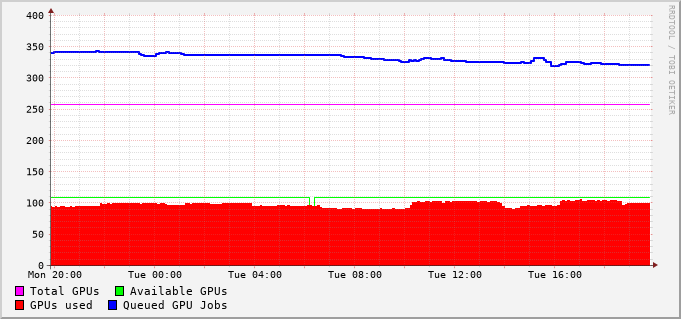 400
350
300
250
200
150
100
50
0
Mon 20:00 Tue 00:00 Tue 04:00 Tue 08:00 Tue 12:00 Tue 16:00
Total GPUs Available GPUs
GPUs used Queued GPU Jobs
RRDTOOL / TOBI OETIKER